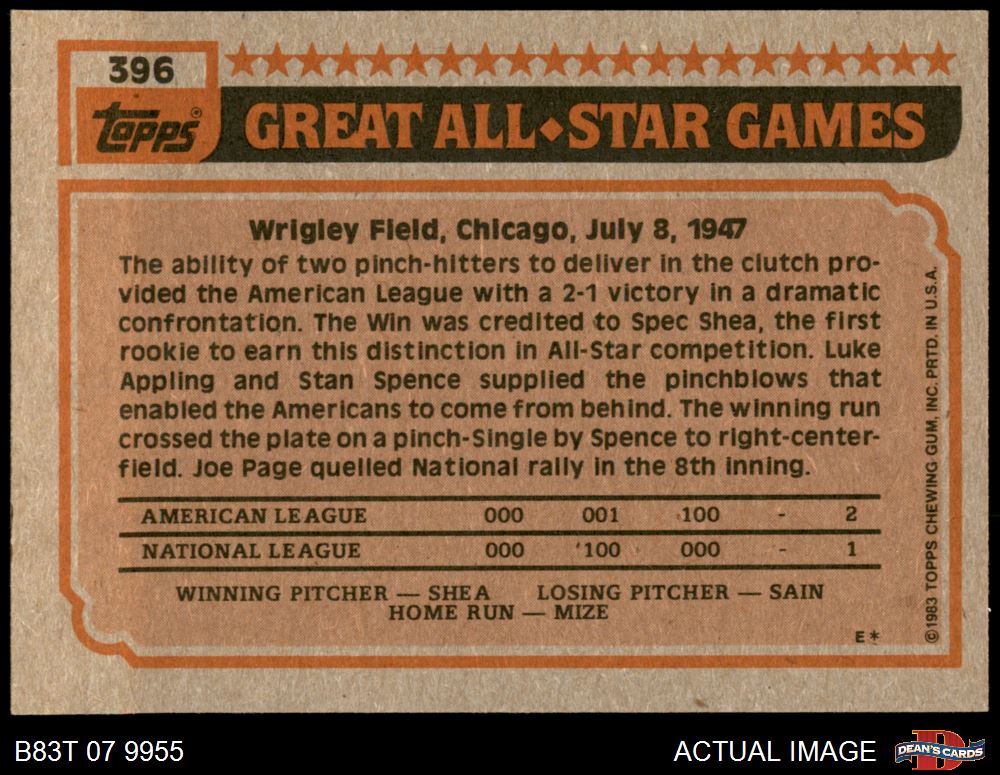 396
topps
GREAT ALL◆STAR GAMES
Wrigley Field, Chicago, July 8, 1947
The ability of two pinch-hitters to deliver in the clutch pro-
vided the American League with a 2-1 victory in a dramatic
confrontation. The Win was credited to Spec Shea, the first
rookie to earn this distinction in All-Star competition. Luke
Appling and Stan Spence supplied the pinchblows that
enabled the Americans to come from behind. The winning run
crossed the plate on a pinch-Single by Spence to right-center-
field. Joe Page quelled National rally in the 8th inning.
AMERICAN LEAGUE 000 001 100 - 2
NATIONAL LEAGUE 000 100 000 - 1
WINNING PITCHER — SHEA LOSING PITCHER — SAIN
HOME RUN — MIZE
E*
©1983 TOPPS CHEWING GUM, INC. PRTD. IN U.S.A.
B83T 07 9955
ACTUAL IMAGE
D
DEAN'S CARDS